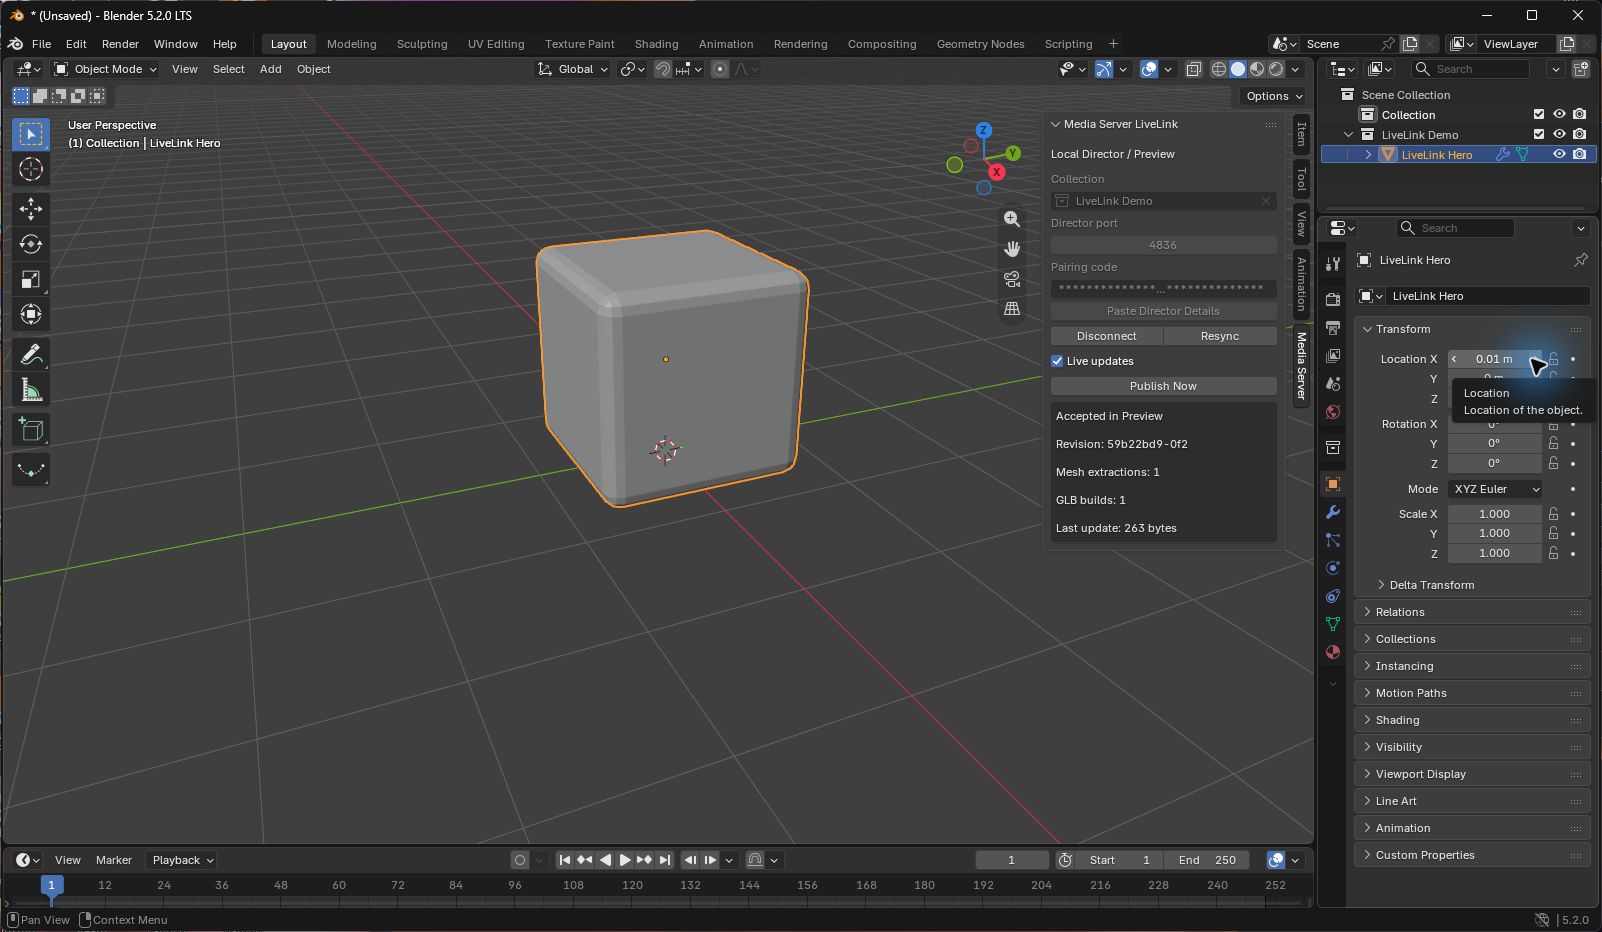 * (Unsaved) - Blender 5.2.0 LTS
File Edit Render Window Help Layout Modeling Sculpting UV Editing Texture Paint Shading Animation Rendering Compositing Geometry Nodes Scripting + Scene ViewLayer
Object Mode View Select Add Object Global
Options
User Perspective
(1) Collection | LiveLink Hero
Z
Y
X
Media Server LiveLink
Local Director / Preview
Collection
LiveLink Demo
Director port
4836
Pairing code
**************...**************
Paste Director Details
Disconnect Resync
Live updates
Publish Now
Accepted in Preview
Revision: 59b22bd9-0f2
Mesh extractions: 1
GLB builds: 1
Last update: 263 bytes
Item
Tool
View
Animation
Media Server
Search
Scene Collection
Collection
LiveLink Demo
LiveLink Hero
Search
LiveLink Hero
LiveLink Hero
Transform
Location X 0.01 m
Y 0 m
Z
Location
Location of the object.
Rotation X 0°
Y 0°
Z 0°
Mode XYZ Euler
Scale X 1.000
Y 1.000
Z 1.000
Delta Transform
Relations
Collections
Instancing
Motion Paths
Shading
Visibility
Viewport Display
Line Art
Animation
Custom Properties
View Marker Playback 1 Start 1 End 250
1 12 24 36 48 60 72 84 96 108 120 132 144 156 168 180 192 204 216 228 240 252
Pan View Context Menu 5.2.0